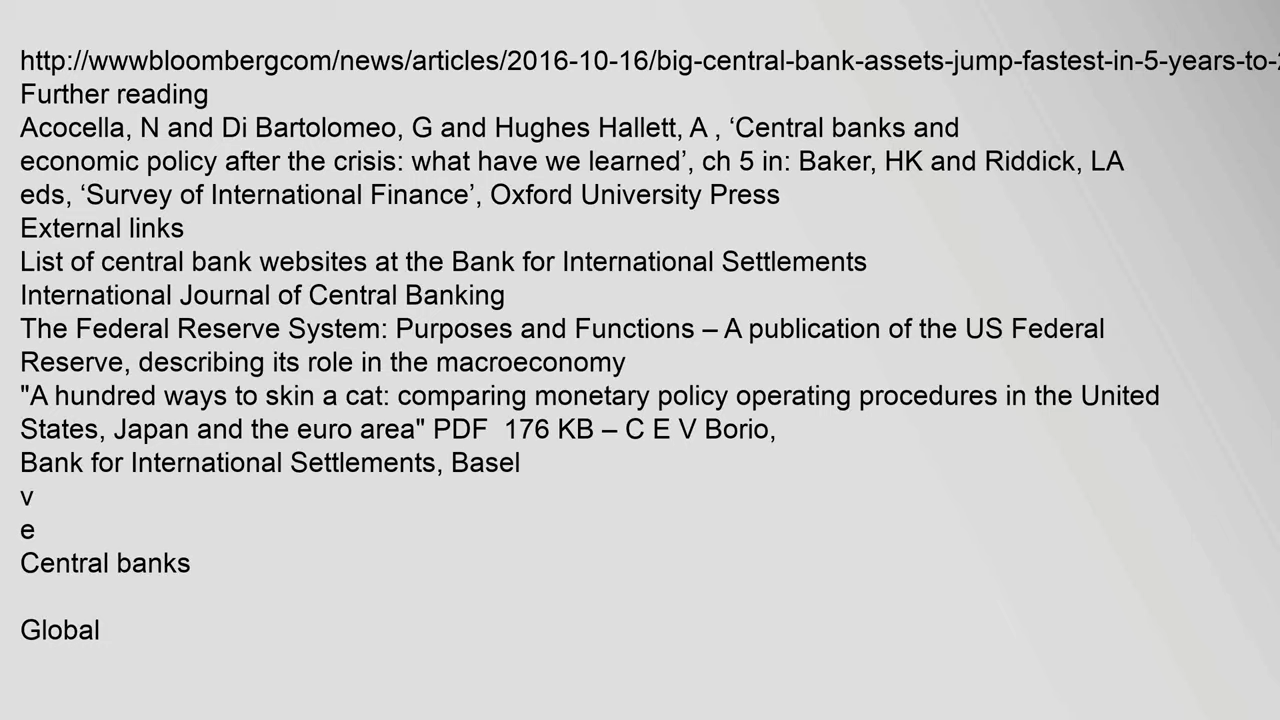 http://wwwbloombergcom/news/articles/2016-10-16/big-central-bank-assets-jump-fastest-in-5-years-to-
Further reading
Acocella, N and Di Bartolomeo, G and Hughes Hallett, A , ‘Central banks and
economic policy after the crisis: what have we learned’, ch 5 in: Baker, HK and Riddick, LA
eds, ‘Survey of International Finance’, Oxford University Press
External links
List of central bank websites at the Bank for International Settlements
International Journal of Central Banking
The Federal Reserve System: Purposes and Functions – A publication of the US Federal
Reserve, describing its role in the macroeconomy
"A hundred ways to skin a cat: comparing monetary policy operating procedures in the United
States, Japan and the euro area" PDF  176 KB – C E V Borio,
Bank for International Settlements, Basel
v
e
Central banks
Global